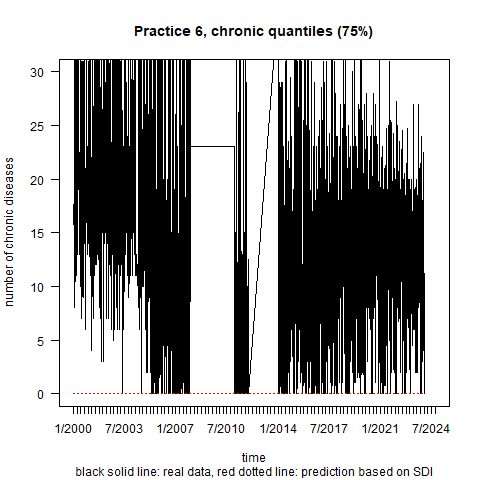 Practice 6, chronic quantiles (75%)
number of chronic diseases
30
25
20
15
10
5
0
1/2000 7/2003 1/2007 7/2010 1/2014 7/2017 1/2021 7/2024
time
black solid line: real data, red dotted line: prediction based on SDI